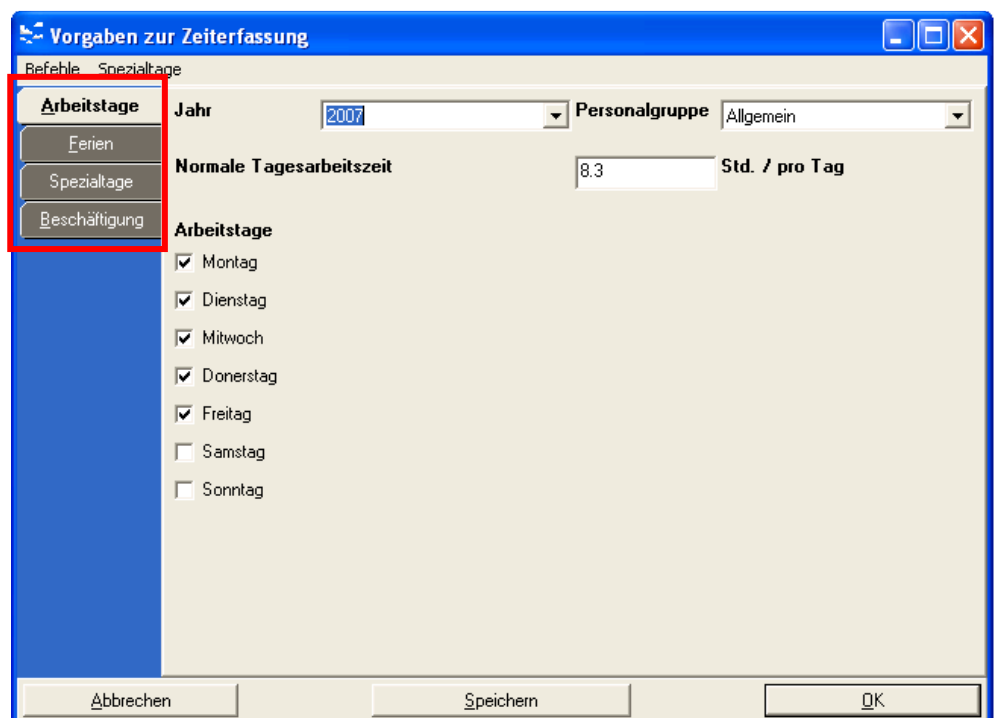 Vorgaben zur Zeiterfassung
Befehle Spezialtage
Arbeitstage
Ferien
Spezialtage
Beschäftigung
Jahr 2007 Personalgruppe Allgemein
Normale Tagesarbeitszeit 8.3 Std. / pro Tag
Arbeitstage
Montag
Dienstag
Mitwoch
Donerstag
Freitag
Samstag
Sonntag
Abbrechen Speichern OK